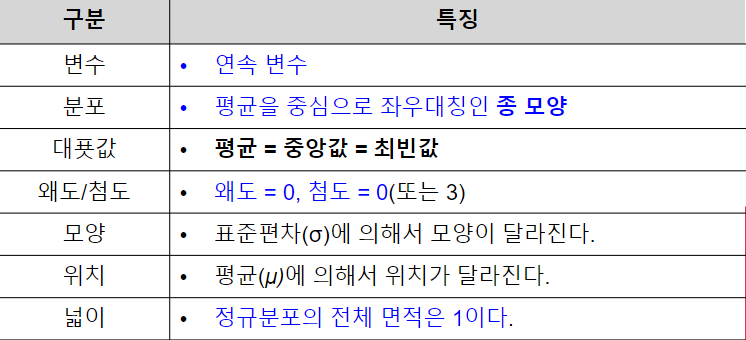 구분 특징
변수 • 연속 변수
분포 • 평균을 중심으로 좌우대칭인 종 모양
대푯값 • 평균 = 중앙값 = 최빈값
왜도/첨도 • 왜도 = 0, 첨도 = 0(또는 3)
모양 • 표준편차(σ)에 의해서 모양이 달라진다.
위치 • 평균(μ)에 의해서 위치가 달라진다.
넓이 • 정규분포의 전체 면적은 1이다.